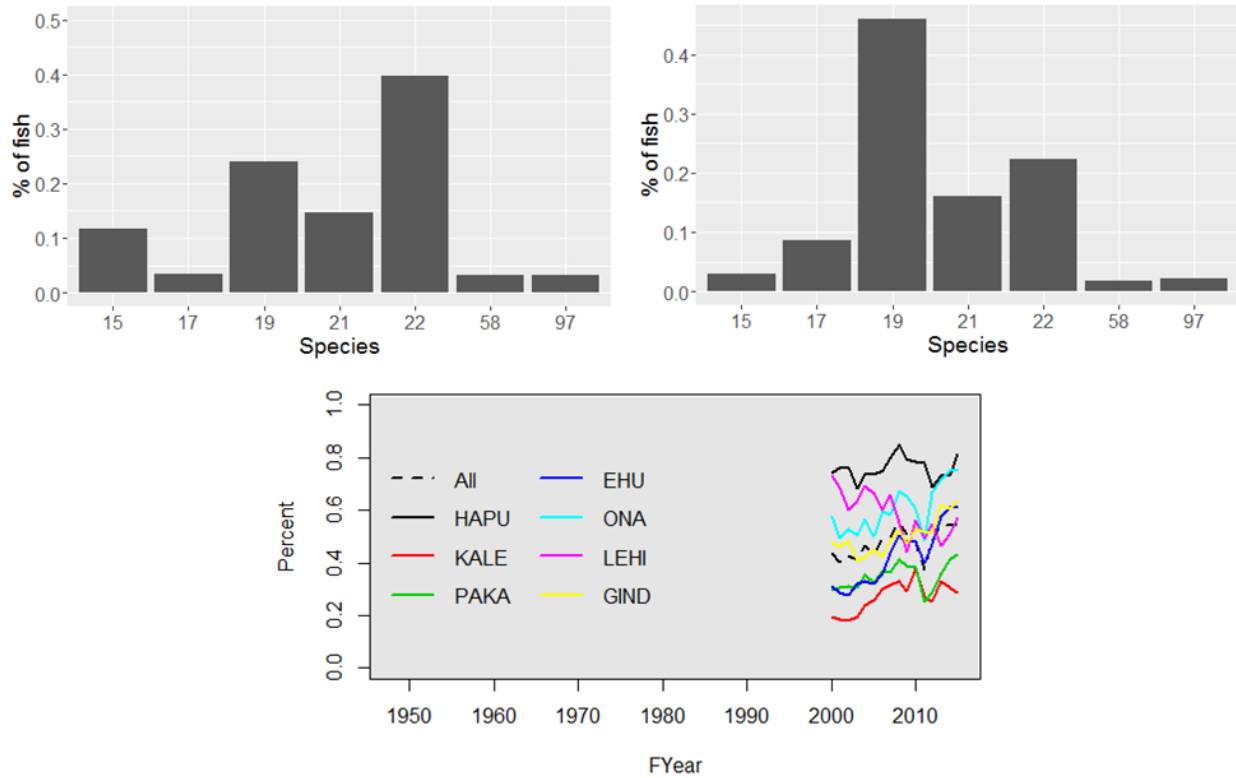 0.5
0.4
0.3
0.2
0.1
0.0
% of fish
15 17 19 21 22 58 97
Species
0.4
0.3
0.2
0.1
0.0
% of fish
15 17 19 21 22 58 97
Species
1.0
0.8
0.6
0.4
0.2
0.0
Percent
All EHU
HAPU ONA
KALE LEHI
PAKA GIND
1950 1960 1970 1980 1990 2000 2010
FYear